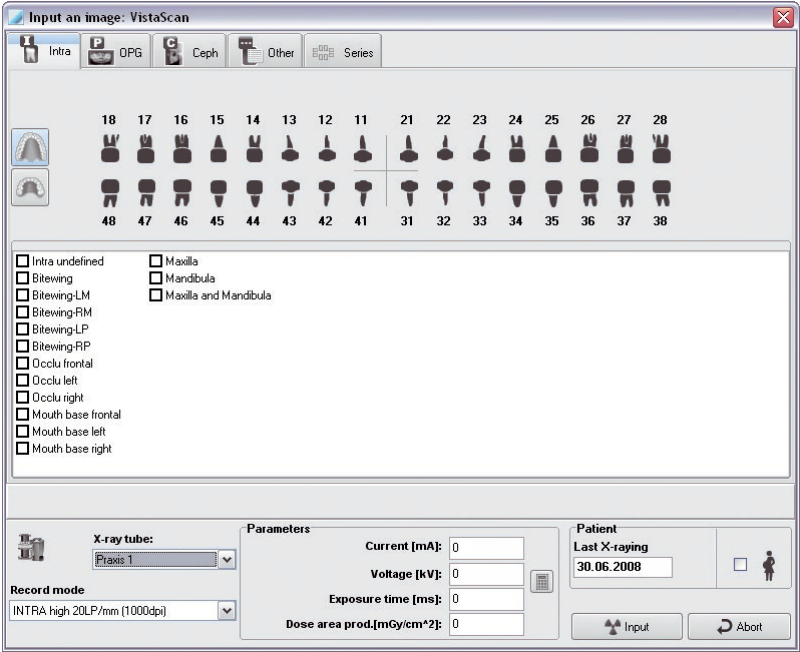 Input an image: VistaScan
I Intra P OPG C Ceph Other Series
18 17 16 15 14 13 12 11 21 22 23 24 25 26 27 28
48 47 46 45 44 43 42 41 31 32 33 34 35 36 37 38
Intra undefined
Bitewing
Bitewing-LM
Bitewing-RM
Bitewing-LP
Bitewing-RP
Occlu frontal
Occlu left
Occlu right
Mouth base frontal
Mouth base left
Mouth base right
Maxilla
Mandibula
Maxilla and Mandibula
X-ray tube:
Praxis 1
Record mode
INTRA high 20LP/mm (1000dpi)
Parameters
Current [mA]: 0
Voltage [kV]: 0
Exposure time [ms]: 0
Dose area prod.[mGy/cm^2]: 0
Patient
Last X-raying
30.06.2008
Input
Abort